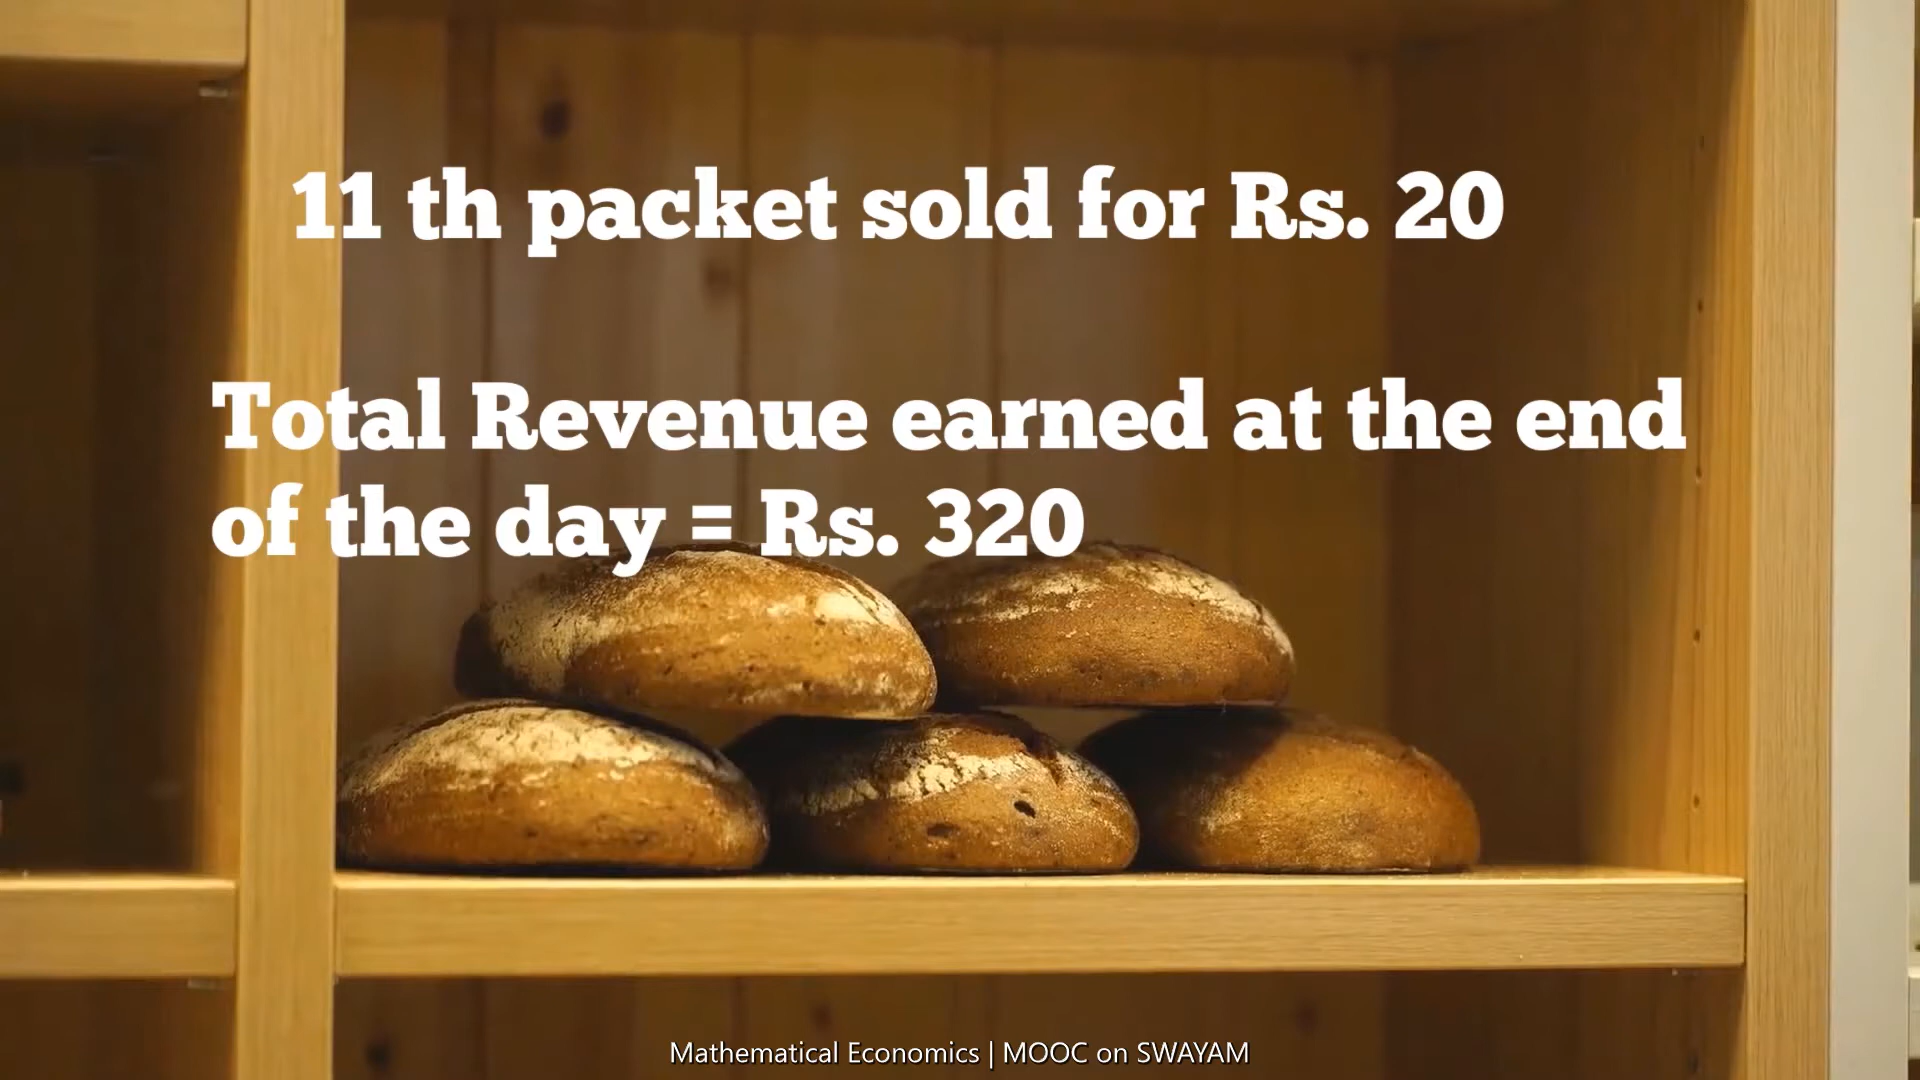 11 th packet sold for Rs. 20
Total Revenue earned at the end
of the day = Rs. 320
Mathematical Economics | MOOC on SWAYAM